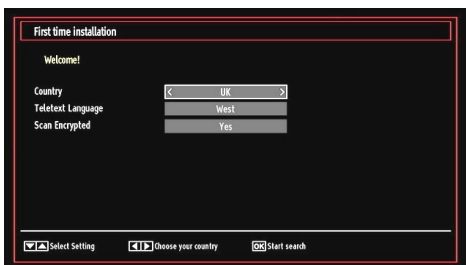 First time installation
Welcome!
Country < UK >
Teletext Language West
Scan Encrypted Yes
Select Setting Choose your country OK Start search